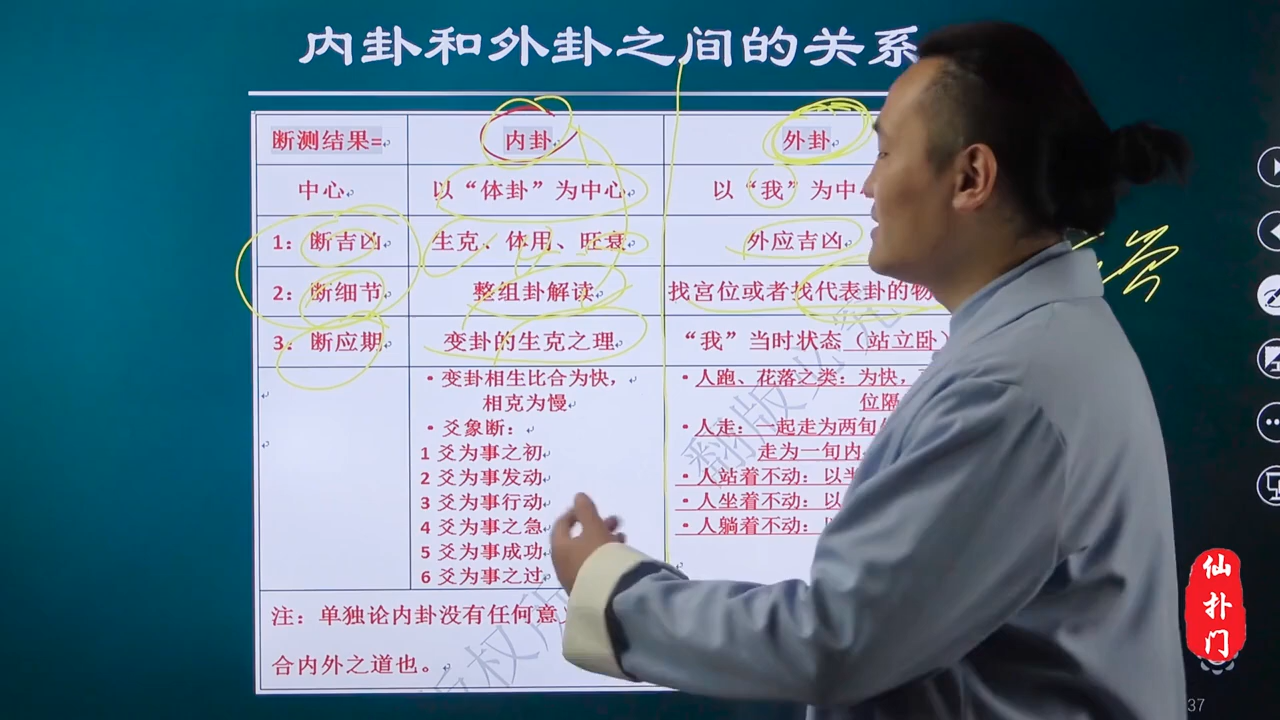 内卦和外卦之间的关系
断测结果= 内卦 外卦
中心 以“体卦”为中心 以“我”为中
1：断吉凶 生克、体用、旺衰 外应吉凶
2：断细节 整组卦解读 找宫位或者找代表卦的物
3：断应期 变卦的生克之理 “我”当时状态（站立卧）
·变卦相生比合为快，
相克为慢
·爻象断：
1 爻为事之初
2 爻为事发动
3 爻为事行动
4 爻为事之急
5 爻为事成功
6 爻为事之过
·人跑、花落之类：为快，
位隔
·人走：一起走为两旬
走为一旬内
·人站着不动：以半
·人坐着不动：以
·人躺着不动：
注：单独论内卦没有任何意
合内外之道也。
翻版必究
版权所
仙扑门
37